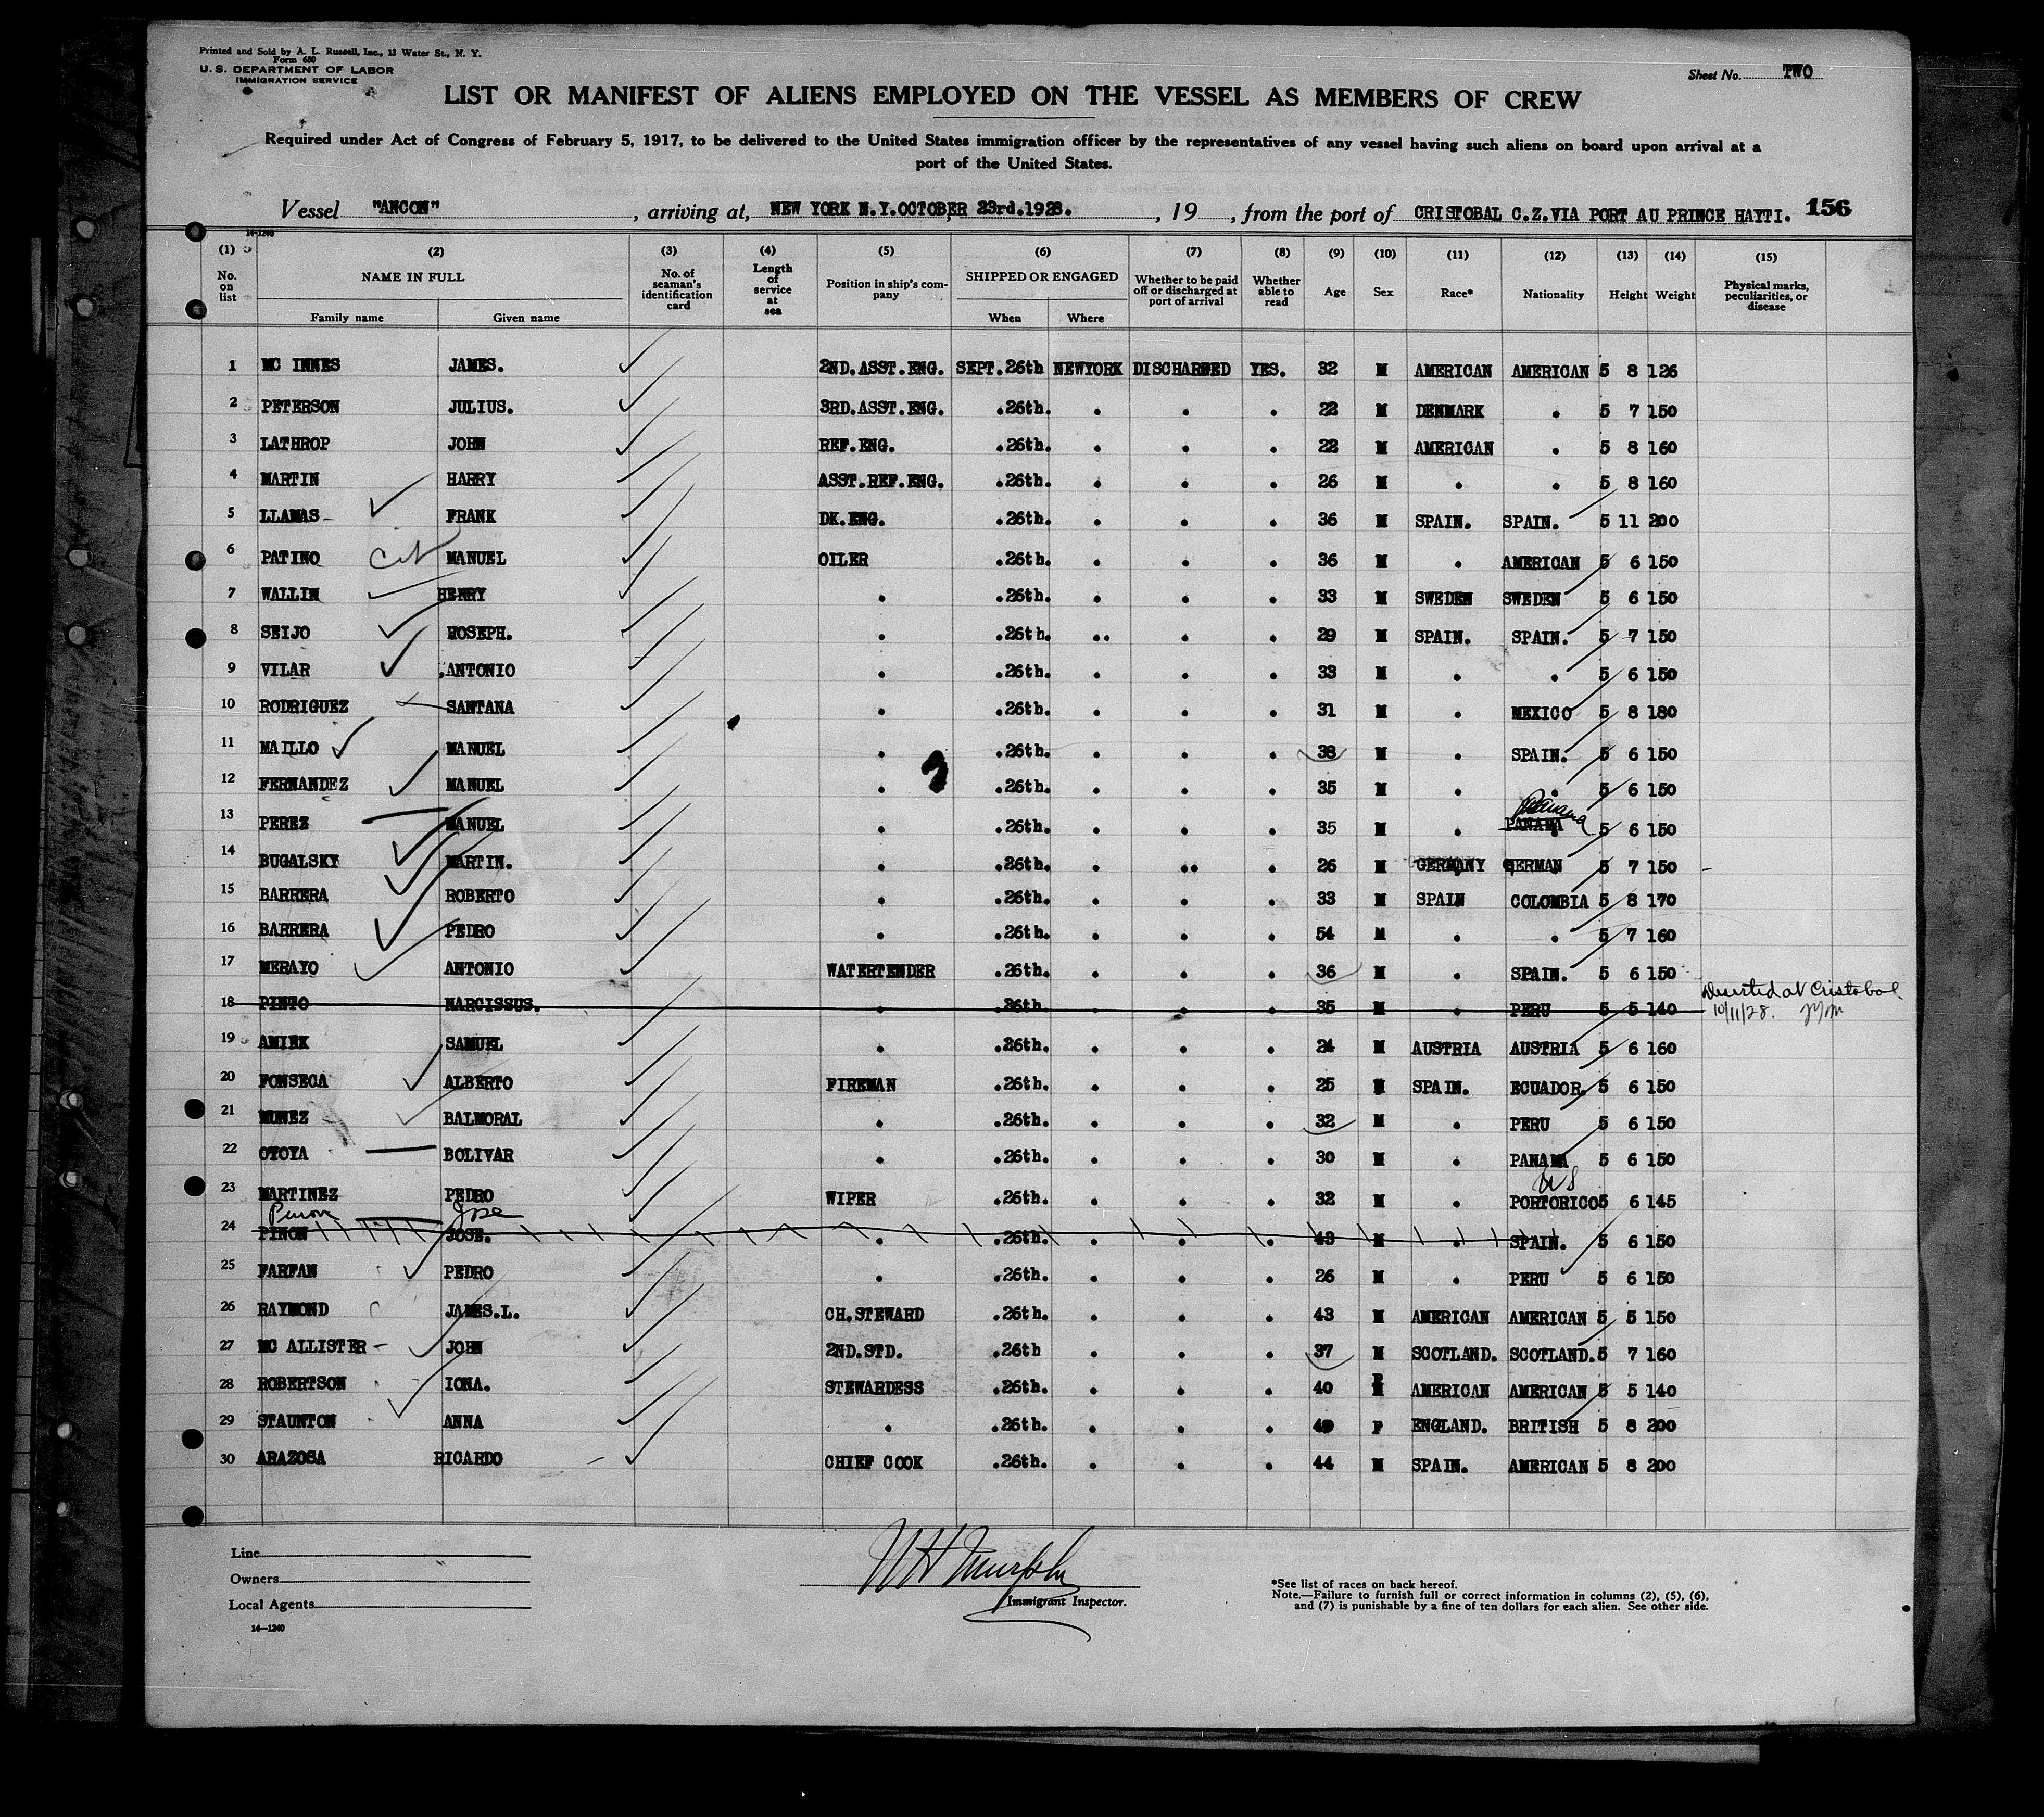 Printed and Sold by A. L. Russell, Inc., 13 Water St., N. Y.
Form 680
U. S. DEPARTMENT OF LABOR
IMMIGRATION SERVICE
Sheet No. TWO
LIST OR MANIFEST OF ALIENS EMPLOYED ON THE VESSEL AS MEMBERS OF CREW
Required under Act of Congress of February 5, 1917, to be delivered to the United States immigration officer by the representatives of any vessel having such aliens on board upon arrival at a
port of the United States.
Vessel "ANCON", arriving at, NEW YORK N.Y. OCTOBER 23rd.1928., 19, from the port of CRISTOBAL C.Z. VIA PORT AU PRINCE HAYTI. 156
14-1240
(1) (2) (3) (4) (5) (6) (7) (8) (9) (10) (11) (12) (13) (14) (15)
No. on list NAME IN FULL Family name Given name No. of seaman's identification card Length of service at sea Position in ship's company SHIPPED OR ENGAGED When Where Whether to be paid off or discharged at port of arrival Whether able to read Age Sex Race* Nationality Height Weight Physical marks, peculiarities, or disease
1 MC INNES JAMES. 2ND.ASST.ENG. SEPT.26th NEWYORK DISCHARGED YES. 32 M AMERICAN AMERICAN 5 8 126
2 PETERSON JULIUS. 3RD.ASST.ENG. .26th. . . . 22 M DENMARK . 5 7 150
3 LATHROP JOHN REF.ENG. .26th. . . . 22 M AMERICAN . 5 8 160
4 MARTIN HARRY ASST.REF.ENG. .26th. . . . 26 M . . 5 8 160
5 LLAMAS FRANK DK.ENG. .26th. . . . 36 M SPAIN. SPAIN. 5 11 200
6 PATINO Cit MANUEL OILER .26th. . . . 36 M . AMERICAN 5 6 150
7 WALLIN HENRY . .26th. . . . 33 M SWEDEN SWEDEN 5 6 150
8 SEIJO HOSEPH. . .26th. .. . . 29 M SPAIN. SPAIN. 5 7 150
9 VILAR ANTONIO . .26th. . . . 33 M . . 5 6 150
10 RODRIGUEZ SANTANA . .26th. . . . 31 M . MEXICO 5 8 180
11 MAILLO MANUEL . .26th. . . . 38 M . SPAIN. 5 6 150
12 FERNANDEZ MANUEL . .26th. . . . 35 M . . 5 6 150
13 PEREZ MANUEL . .26th. . . . 35 M . PANAMA Panama 5 6 150
14 BUGALSKY MARTIN. . .26th. . .. . 26 M GERMANY GERMAN 5 7 150
15 BARRERA ROBERTO . .26th. . . . 33 M SPAIN COLOMBIA 5 8 170
16 BARRERA PEDRO . .26th. . . . 54 M . . 5 7 160
17 MERAYO ANTONIO WATERTENDER .26th. . . . 36 M . SPAIN. 5 6 150
18 PINTO NARCISSUS. . .26th. . . . 35 M . PERU 5 5 140 Deserted at Cristobal 10/11/28.
19 AMIEK SAMUEL . .26th. . . . 24 M AUSTRIA AUSTRIA 5 6 160
20 FONSECA ALBERTO FIREMAN .26th. . . . 25 M SPAIN. ECUADOR. 5 6 150
21 MUNEZ BALMORAL . .26th. . . . 32 M . PERU 5 6 150
22 OTOYA BOLIVAR . .26th. . . . 30 M . PANAMA 5 6 150
23 MARTINEZ PEDRO WIPER .26th. . . . 32 M . US PORTORICO 5 6 145
Jose
24 PINON JOSE. . .26th. . . . 43 M . SPAIN. 5 6 150
25 FARFAN PEDRO . .26th. . . . 26 M . PERU 5 6 150
26 RAYMOND JAMES.L. CH.STEWARD .26th. . . . 43 M AMERICAN AMERICAN 5 5 150
27 MC ALLISTER JOHN 2ND.STD. .26th . . . 37 M SCOTLAND. SCOTLAND. 5 7 160
28 ROBERTSON IONA. STEWARDESS .26th. . . . 40 F AMERICAN AMERICAN 5 5 140
29 STAUNTON ANNA . .26th. . . . 49 F ENGLAND. BRITISH 5 8 200
30 ARAZOSA RICARDO CHIEF COOK .26th. . . . 44 M SPAIN. AMERICAN 5 8 200
Line
Owners
Local Agents
14—1240
W H Murphy
Immigrant Inspector.
*See list of races on back hereof.
Note.—Failure to furnish full or correct information in columns (2), (5), (6),
and (7) is punishable by a fine of ten dollars for each alien. See other side.